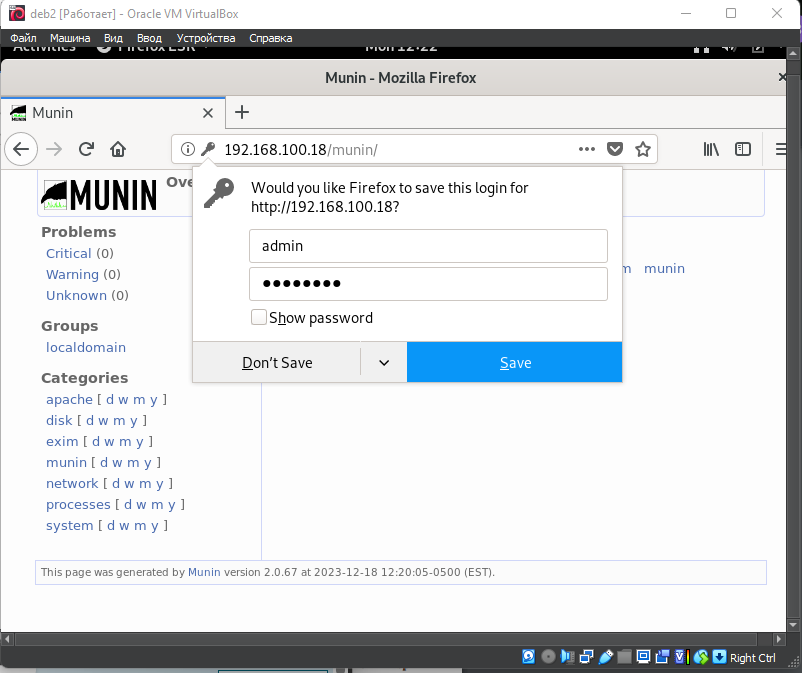 deb2 [Работает] - Oracle VM VirtualBox
Файл Машина Вид Ввод Устройства Справка
Activities Firefox ESR Mon 12:22
Munin - Mozilla Firefox
Munin
192.168.100.18/munin/
MUNIN Ove
Would you like Firefox to save this login for
http://192.168.100.18?
admin
●●●●●●●●
Show password
Don't Save Save
m munin
Problems
Critical (0)
Warning (0)
Unknown (0)
Groups
localdomain
Categories
apache [ d w m y ]
disk [ d w m y ]
exim [ d w m y ]
munin [ d w m y ]
network [ d w m y ]
processes [ d w m y ]
system [ d w m y ]
This page was generated by Munin version 2.0.67 at 2023-12-18 12:20:05-0500 (EST).
Right Ctrl